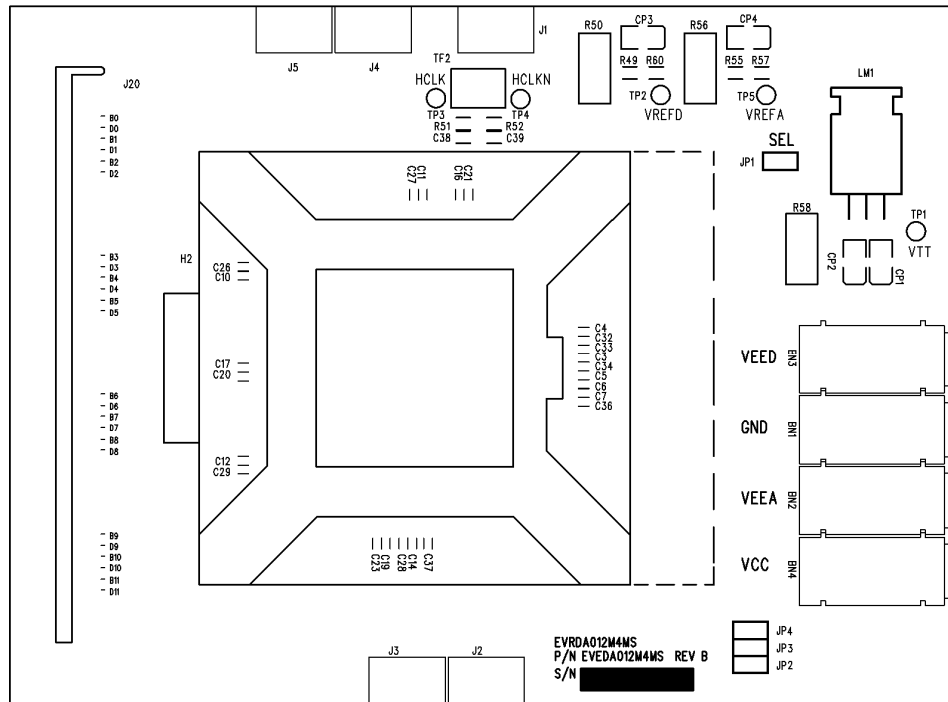 R50
CP3
R56
CP4
J1
J5
J4
TF2
R49
R60
R55
R57
LM1
HCLK
HCLKN
J20
TP3
TP4
TP2
TP5
VREFD
VREFA
R51
R52
C38
C39
B0
D0
B1
D1
B2
D2
SEL
JP1
C27
C11
C16
C21
R58
TP1
VTT
CP2
CP1
H2
B3
D3
B4
D4
B5
D5
C26
C10
C4
C32
C33
C3
C34
C5
C6
C7
C36
VEED
BN3
C17
C20
B6
D6
B7
D7
B8
D8
GND
BN1
C12
C29
VEEA
BN2
B9
D9
B10
D10
B11
D11
C23
C19
C28
C14
C37
VCC
BN4
J3
J2
EVRDA012M4MS
P/N EVEDA012M4MS REV B
S/N
JP4
JP3
JP2